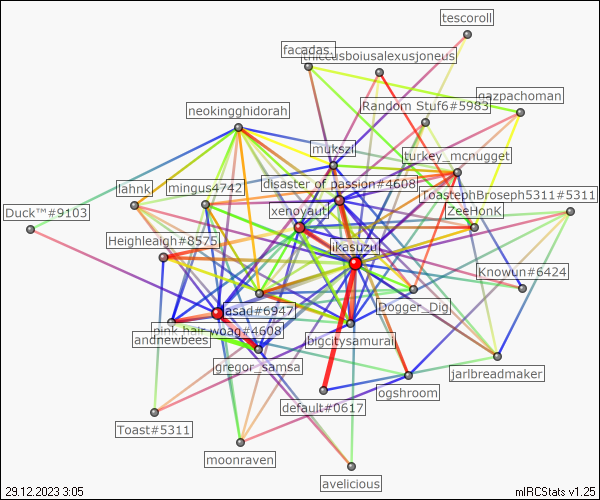 tescoroll
facadas.
thiccusboiusalexusjoneus
gazpachoman
Random Stuf6#5983
neokingghidorah
mukszi
turkey_mcnugget
disaster of passion#4608
mingus4742
lahnk
ToastephBroseph5311#5311
Duck™#9103
xenoyaut
ZeeHonK
Heighleaigh#8575
ikasuzu
Knowun#6424
asad#6947
Dogger_Dig
pink hair woag#4608
andnewbees
bigcitysamurai
gregor_samsa
jarlbreadmaker
ogshroom
default#0617
Toast#5311
moonraven
avelicious
29.12.2023 3:05
mIRCStats v1.25